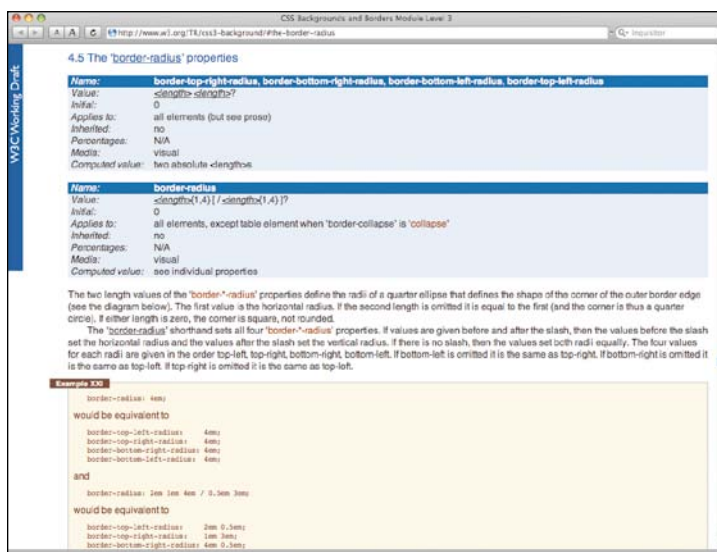 CSS Backgrounds and Borders Module Level 3
A A C http://www.w3.org/TR/css3-background/#the-border-radius Q- Inquisitor
W3C Working Draft
4.5 The 'border-radius' properties
Name: border-top-right-radius, border-bottom-right-radius, border-bottom-left-radius, border-top-left-radius
Value: <length> <length>?
Initial: 0
Applies to: all elements (but see prose)
Inherited: no
Percentages: N/A
Media: visual
Computed value: two absolute <length>s
Name: border-radius
Value: <length>{1,4} [ / <length>{1,4} ]?
Initial: 0
Applies to: all elements, except table element when 'border-collapse' is 'collapse'
Inherited: no
Percentages: N/A
Media: visual
Computed value: see individual properties
The two length values of the 'border-*-radius' properties define the radii of a quarter ellipse that defines the shape of the corner of the outer border edge
(see the diagram below). The first value is the horizontal radius. If the second length is omitted it is equal to the first (and the corner is thus a quarter
circle). If either length is zero, the corner is square, not rounded.
The 'border-radius' shorthand sets all four 'border-*-radius' properties. If values are given before and after the slash, then the values before the slash
set the horizontal radius and the values after the slash set the vertical radius. If there is no slash, then the values set both radii equally. The four values
for each radii are given in the order top-left, top-right, bottom-right, bottom-left. If bottom-left is omitted it is the same as top-right. If bottom-right is omitted it
is the same as top-left. If top-right is omitted it is the same as top-left.
Example XXI
border-radius: 4em;
would be equivalent to
border-top-left-radius: 4em;
border-top-right-radius: 4em;
border-bottom-right-radius: 4em;
border-bottom-left-radius: 4em;
and
border-radius: 2em 1em 4em / 0.5em 3em;
would be equivalent to
border-top-left-radius: 2em 0.5em;
border-top-right-radius: 1em 3em;
border-bottom-right-radius: 4em 0.5em;